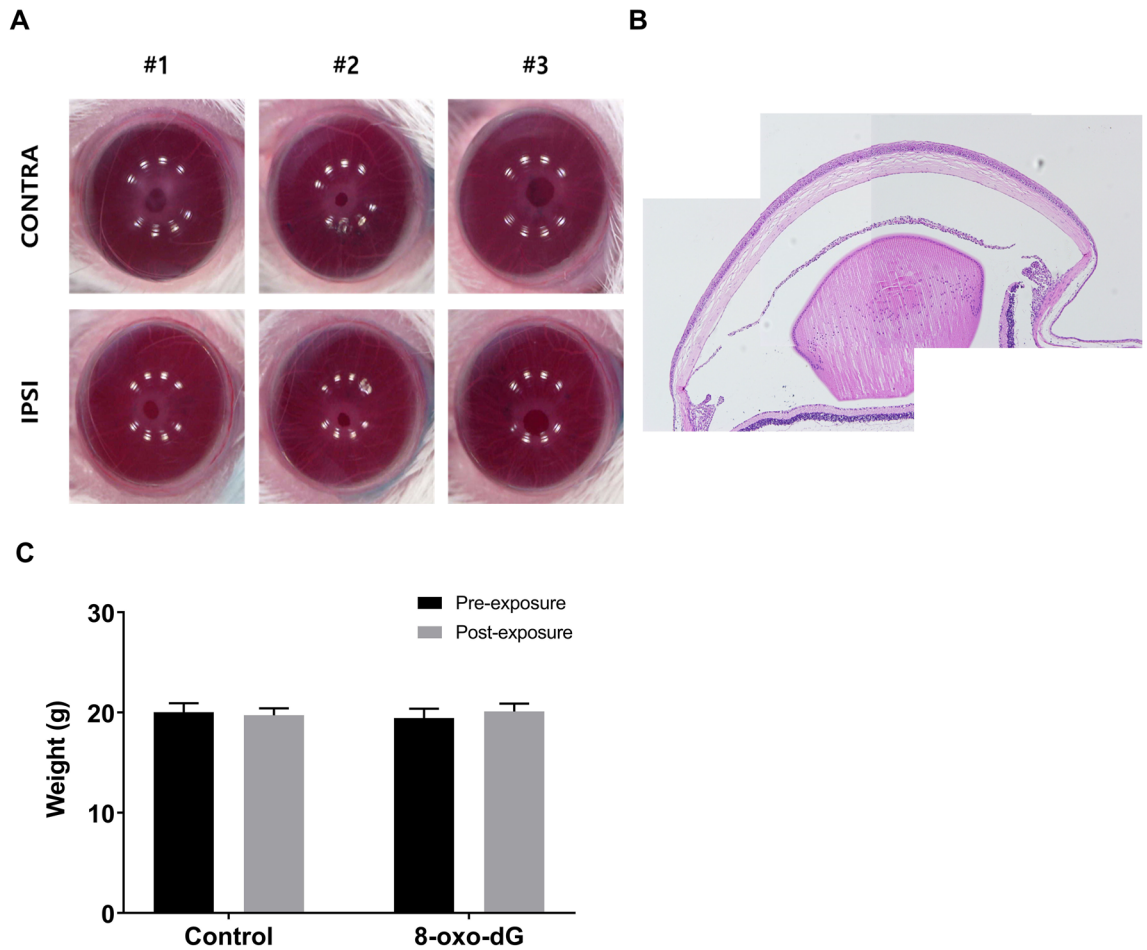 A
B
#1
#2
#3
CONTRA
IPSI
C
Pre-exposure
Post-exposure
Weight (g)
30
20
10
0
Control
8-oxo-dG